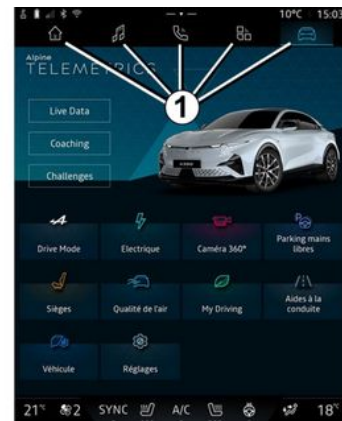 10°C 15:03
1
Alpine
TELEMETRICS
Live Data
Coaching
Challenges
Drive Mode
Electrique
Caméra 360°
Parking mains
libres
Sièges
Qualité de l'air
My Driving
Aides à la
conduite
Véhicule
Réglages
21° 2 SYNC A/C 18°